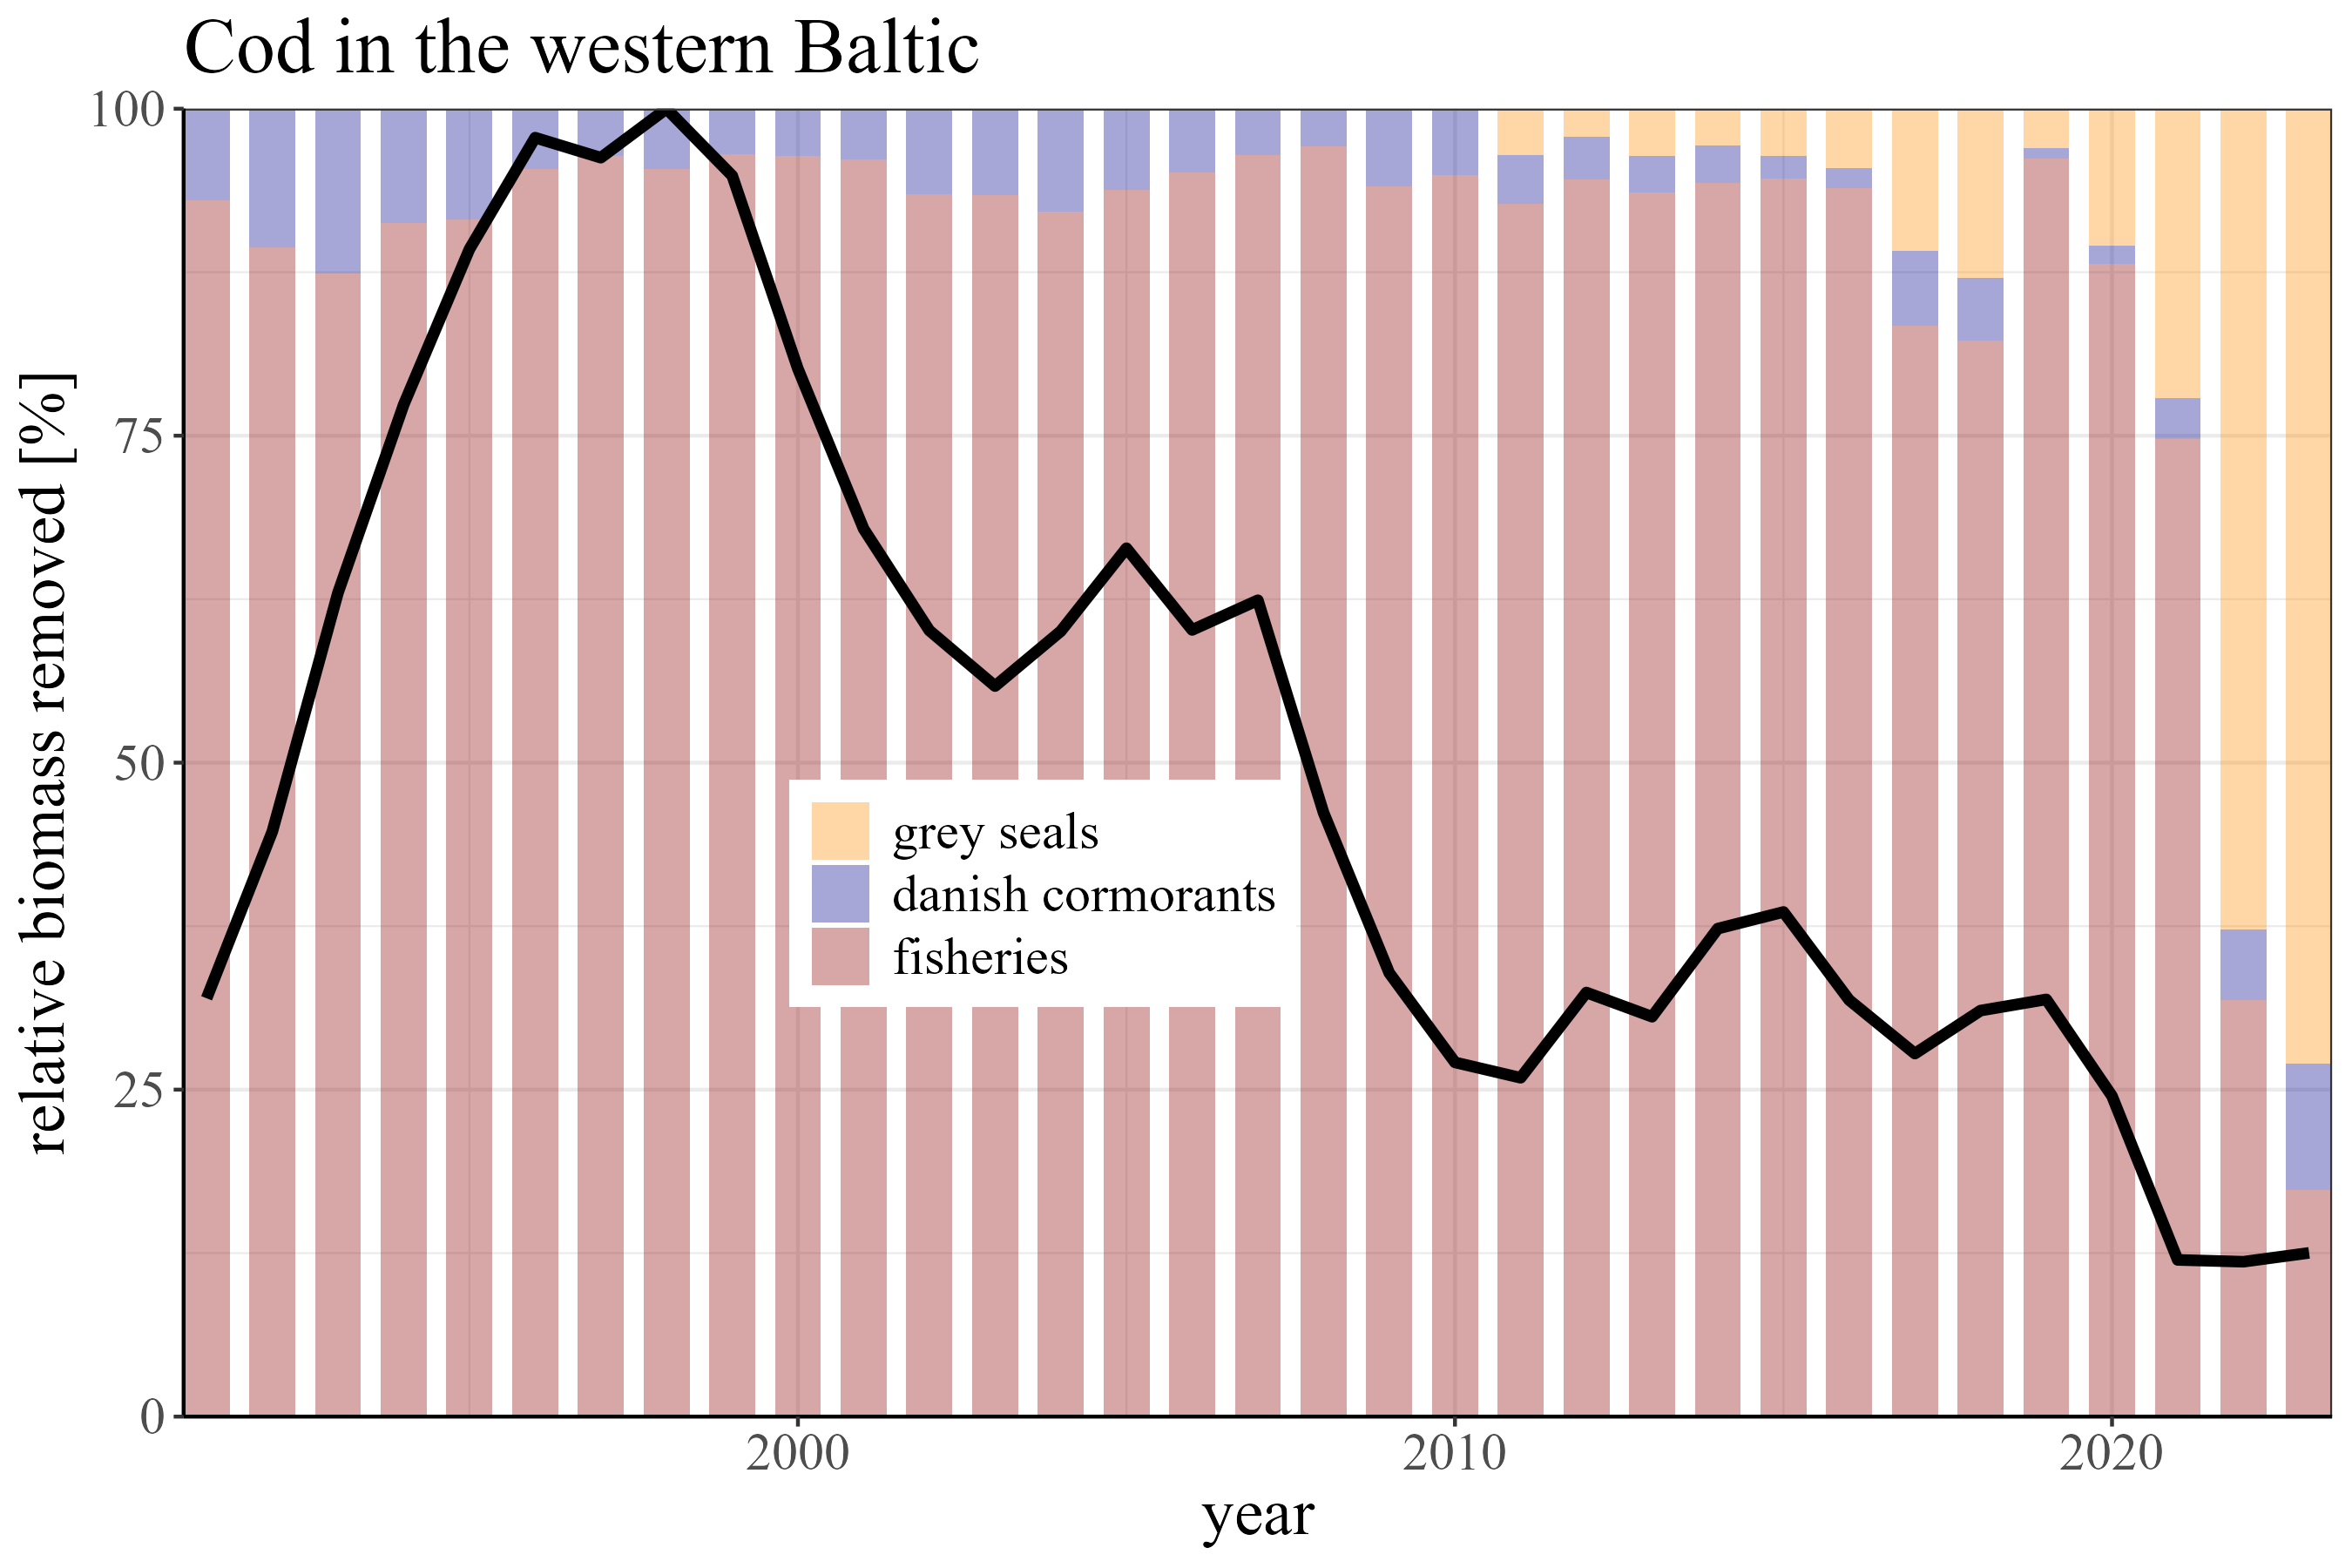 Cod in the western Baltic
relative biomass removed [%]
100
75
50
25
0
grey seals
danish cormorants
fisheries
2000
2010
2020
year